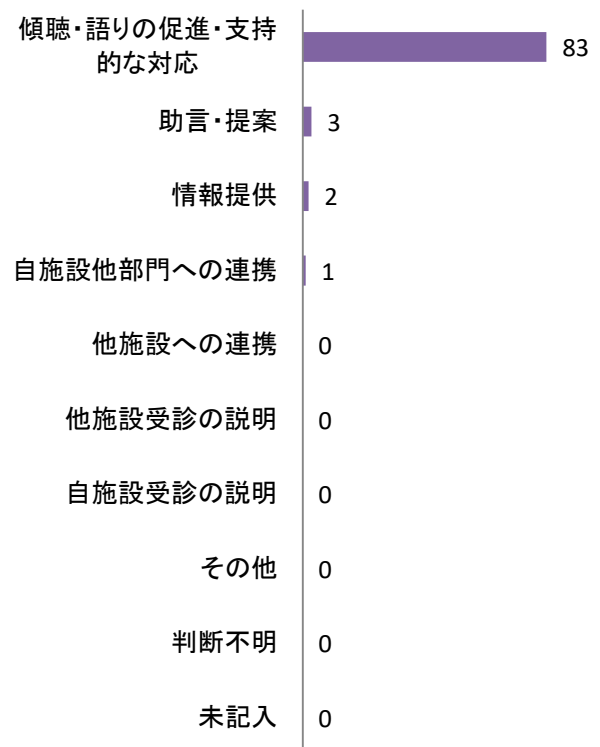 傾聴・語りの促進・支持
的な対応
83
助言・提案
3
情報提供
2
自施設他部門への連携
1
他施設への連携
0
他施設受診の説明
0
自施設受診の説明
0
その他
0
判断不明
0
未記入
0